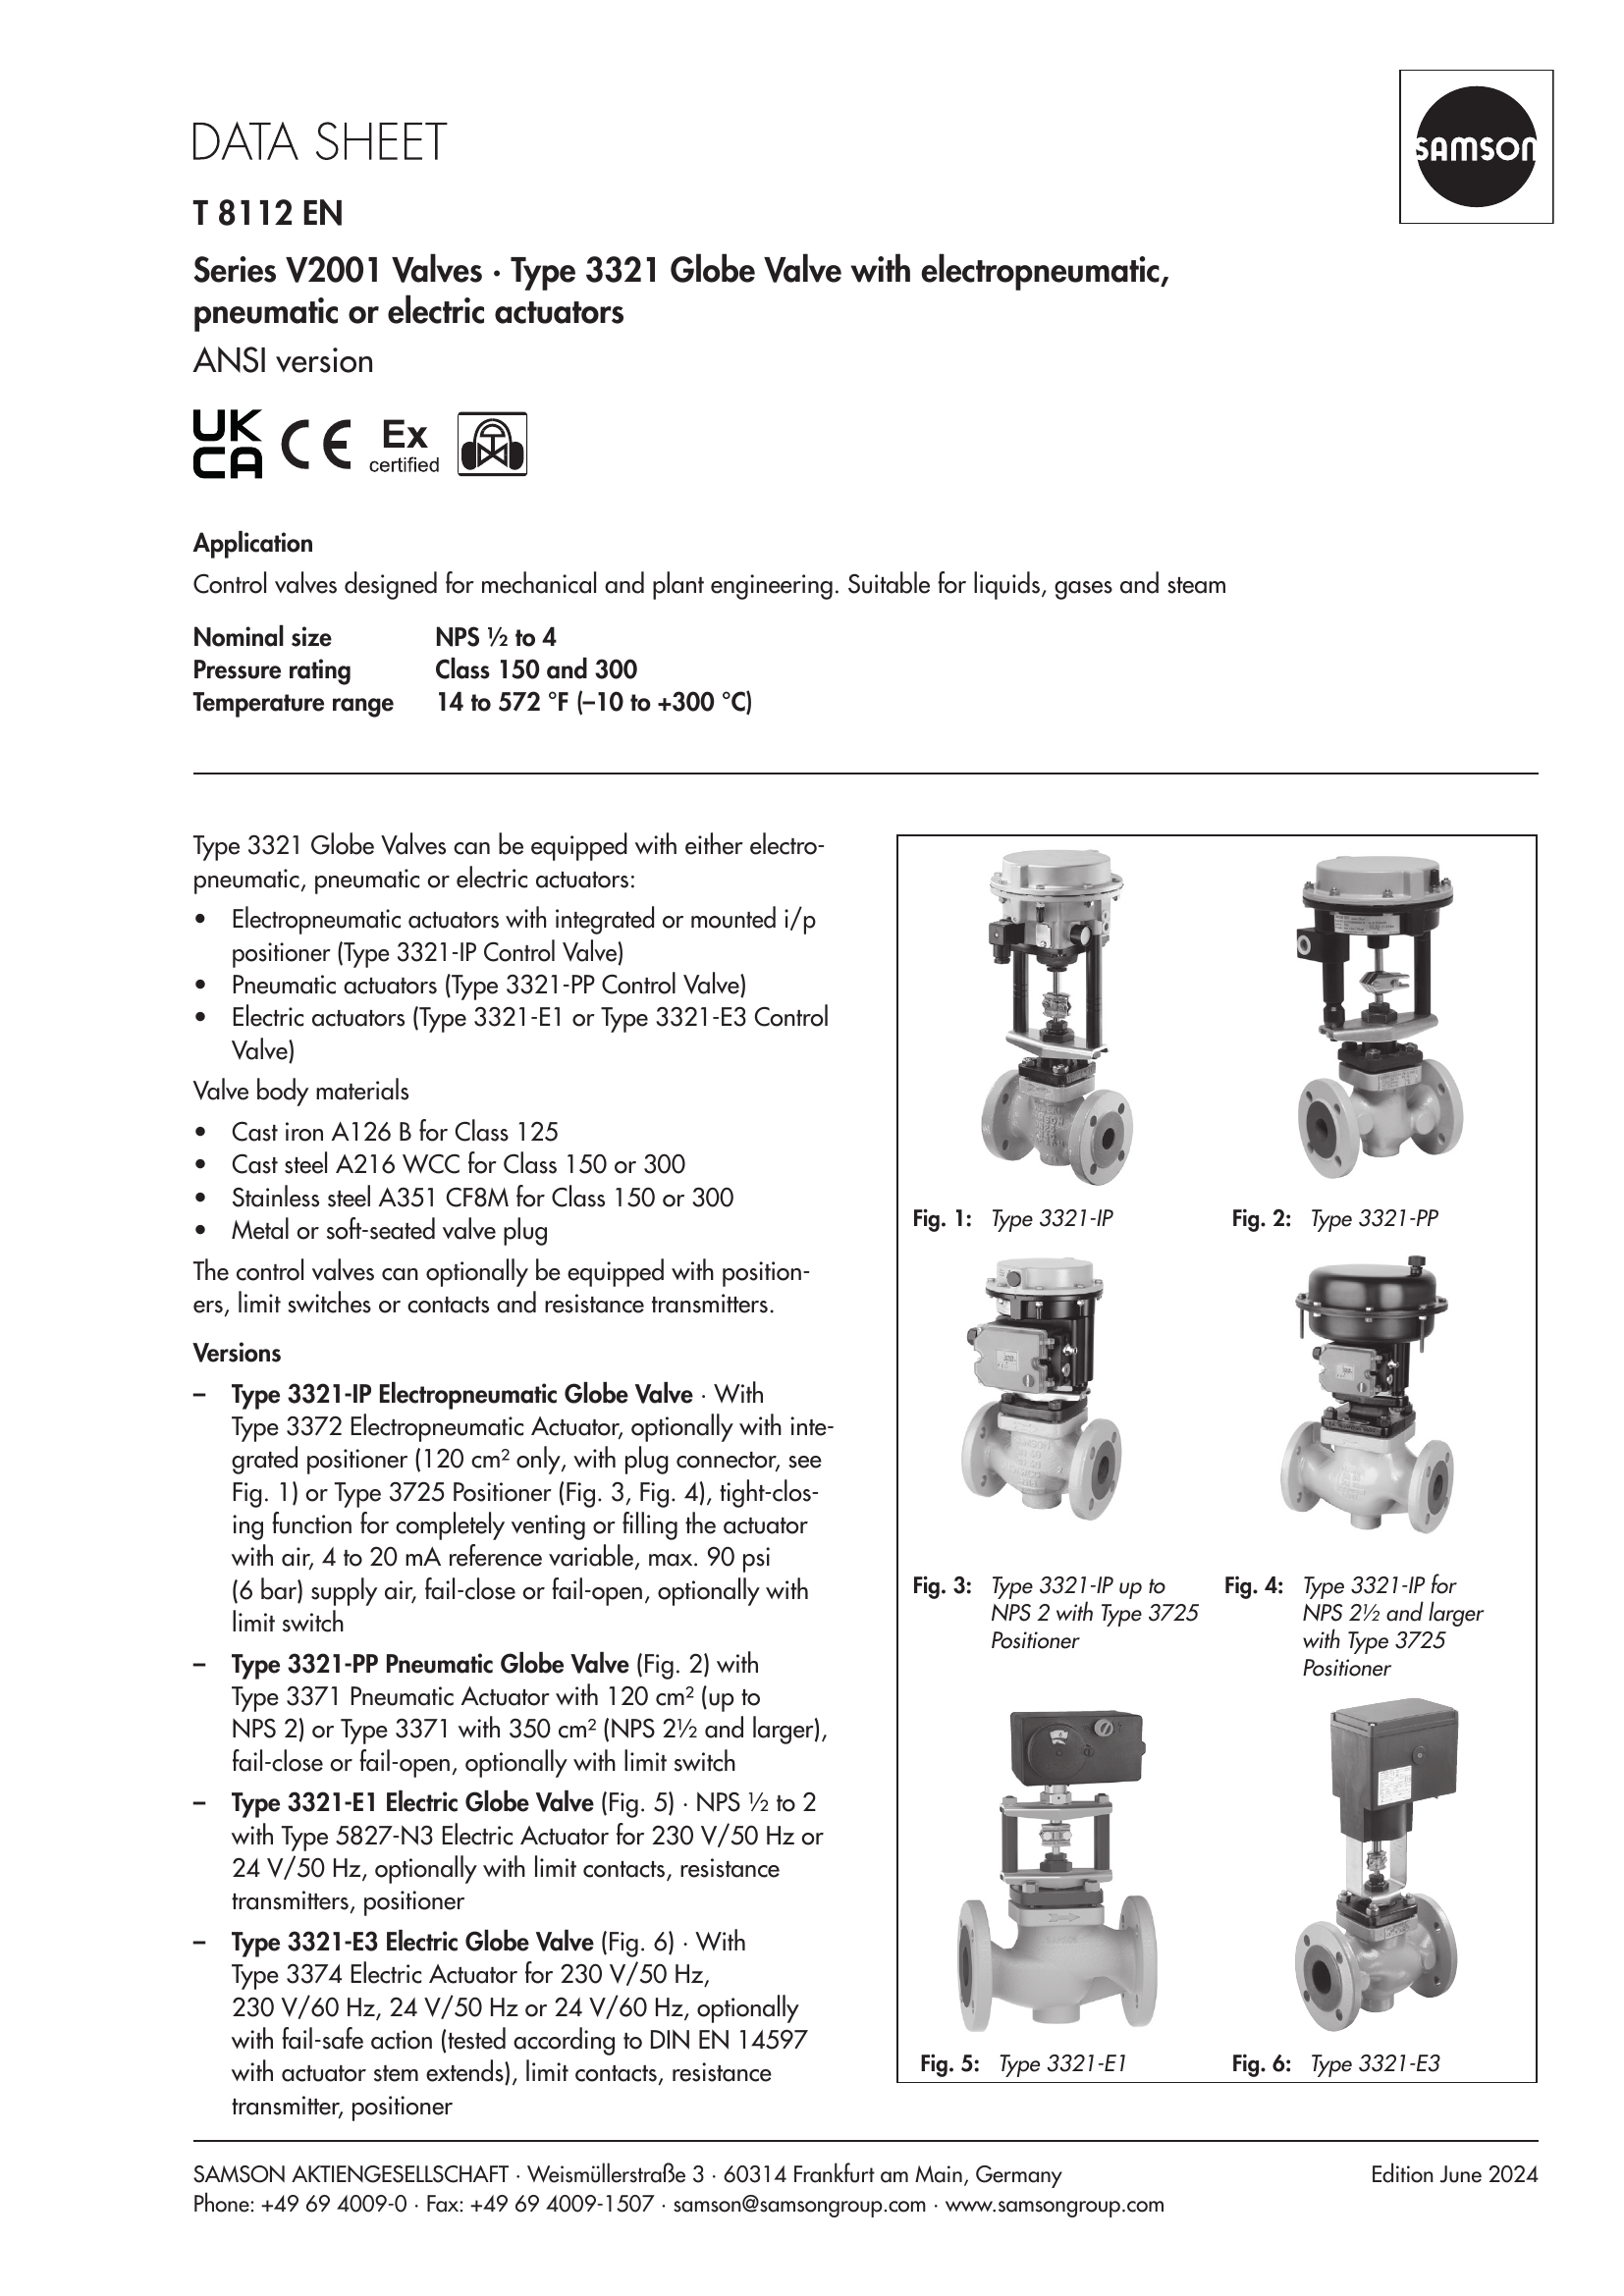 DATA SHEET
SAMSON
T 8112 EN
Series V2001 Valves · Type 3321 Globe Valve with electropneumatic,
pneumatic or electric actuators
ANSI version
UK
CA CE Ex
certified
Application
Control valves designed for mechanical and plant engineering. Suitable for liquids, gases and steam
Nominal size NPS ½ to 4
Pressure rating Class 150 and 300
Temperature range 14 to 572 °F (–10 to +300 °C)
Type 3321 Globe Valves can be equipped with either electro-
pneumatic, pneumatic or electric actuators:
• Electropneumatic actuators with integrated or mounted i/p
positioner (Type 3321-IP Control Valve)
• Pneumatic actuators (Type 3321-PP Control Valve)
• Electric actuators (Type 3321-E1 or Type 3321-E3 Control
Valve)
Valve body materials
• Cast iron A126 B for Class 125
• Cast steel A216 WCC for Class 150 or 300
• Stainless steel A351 CF8M for Class 150 or 300
• Metal or soft-seated valve plug
The control valves can optionally be equipped with position-
ers, limit switches or contacts and resistance transmitters.
Versions
– Type 3321-IP Electropneumatic Globe Valve · With
Type 3372 Electropneumatic Actuator, optionally with inte-
grated positioner (120 cm² only, with plug connector, see
Fig. 1) or Type 3725 Positioner (Fig. 3, Fig. 4), tight-clos-
ing function for completely venting or filling the actuator
with air, 4 to 20 mA reference variable, max. 90 psi
(6 bar) supply air, fail-close or fail-open, optionally with
limit switch
– Type 3321-PP Pneumatic Globe Valve (Fig. 2) with
Type 3371 Pneumatic Actuator with 120 cm² (up to
NPS 2) or Type 3371 with 350 cm² (NPS 2½ and larger),
fail-close or fail-open, optionally with limit switch
– Type 3321-E1 Electric Globe Valve (Fig. 5) · NPS ½ to 2
with Type 5827-N3 Electric Actuator for 230 V/50 Hz or
24 V/50 Hz, optionally with limit contacts, resistance
transmitters, positioner
– Type 3321-E3 Electric Globe Valve (Fig. 6) · With
Type 3374 Electric Actuator for 230 V/50 Hz,
230 V/60 Hz, 24 V/50 Hz or 24 V/60 Hz, optionally
with fail-safe action (tested according to DIN EN 14597
with actuator stem extends), limit contacts, resistance
transmitter, positioner
Fig. 1: Type 3321-IP
Fig. 2: Type 3321-PP
Fig. 3: Type 3321-IP up to
NPS 2 with Type 3725
Positioner
Fig. 4: Type 3321-IP for
NPS 2½ and larger
with Type 3725
Positioner
Fig. 5: Type 3321-E1
Fig. 6: Type 3321-E3
SAMSON AKTIENGESELLSCHAFT · Weismüllerstraße 3 · 60314 Frankfurt am Main, Germany
Phone: +49 69 4009-0 · Fax: +49 69 4009-1507 · samson@samsongroup.com · www.samsongroup.com
Edition June 2024